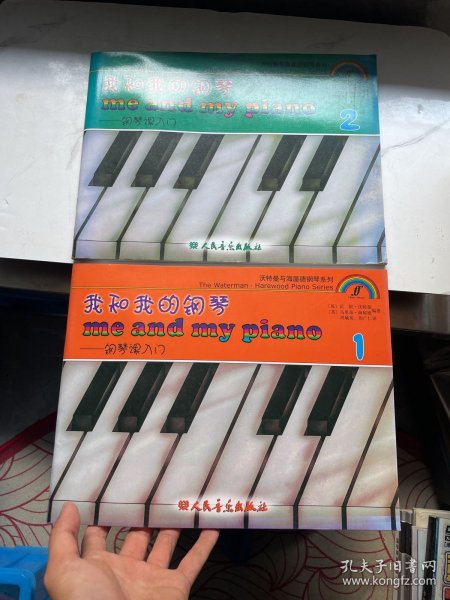 我和我的钢琴
me and my piano
——钢琴课入门
2
人民音乐出版社
沃特曼与海屋德钢琴系列
The Waterman · Harewood Piano Series
ff
我和我的钢琴
me and my piano
——钢琴课入门
1
人民音乐出版社
孔夫子旧书网
www.kongfz.com